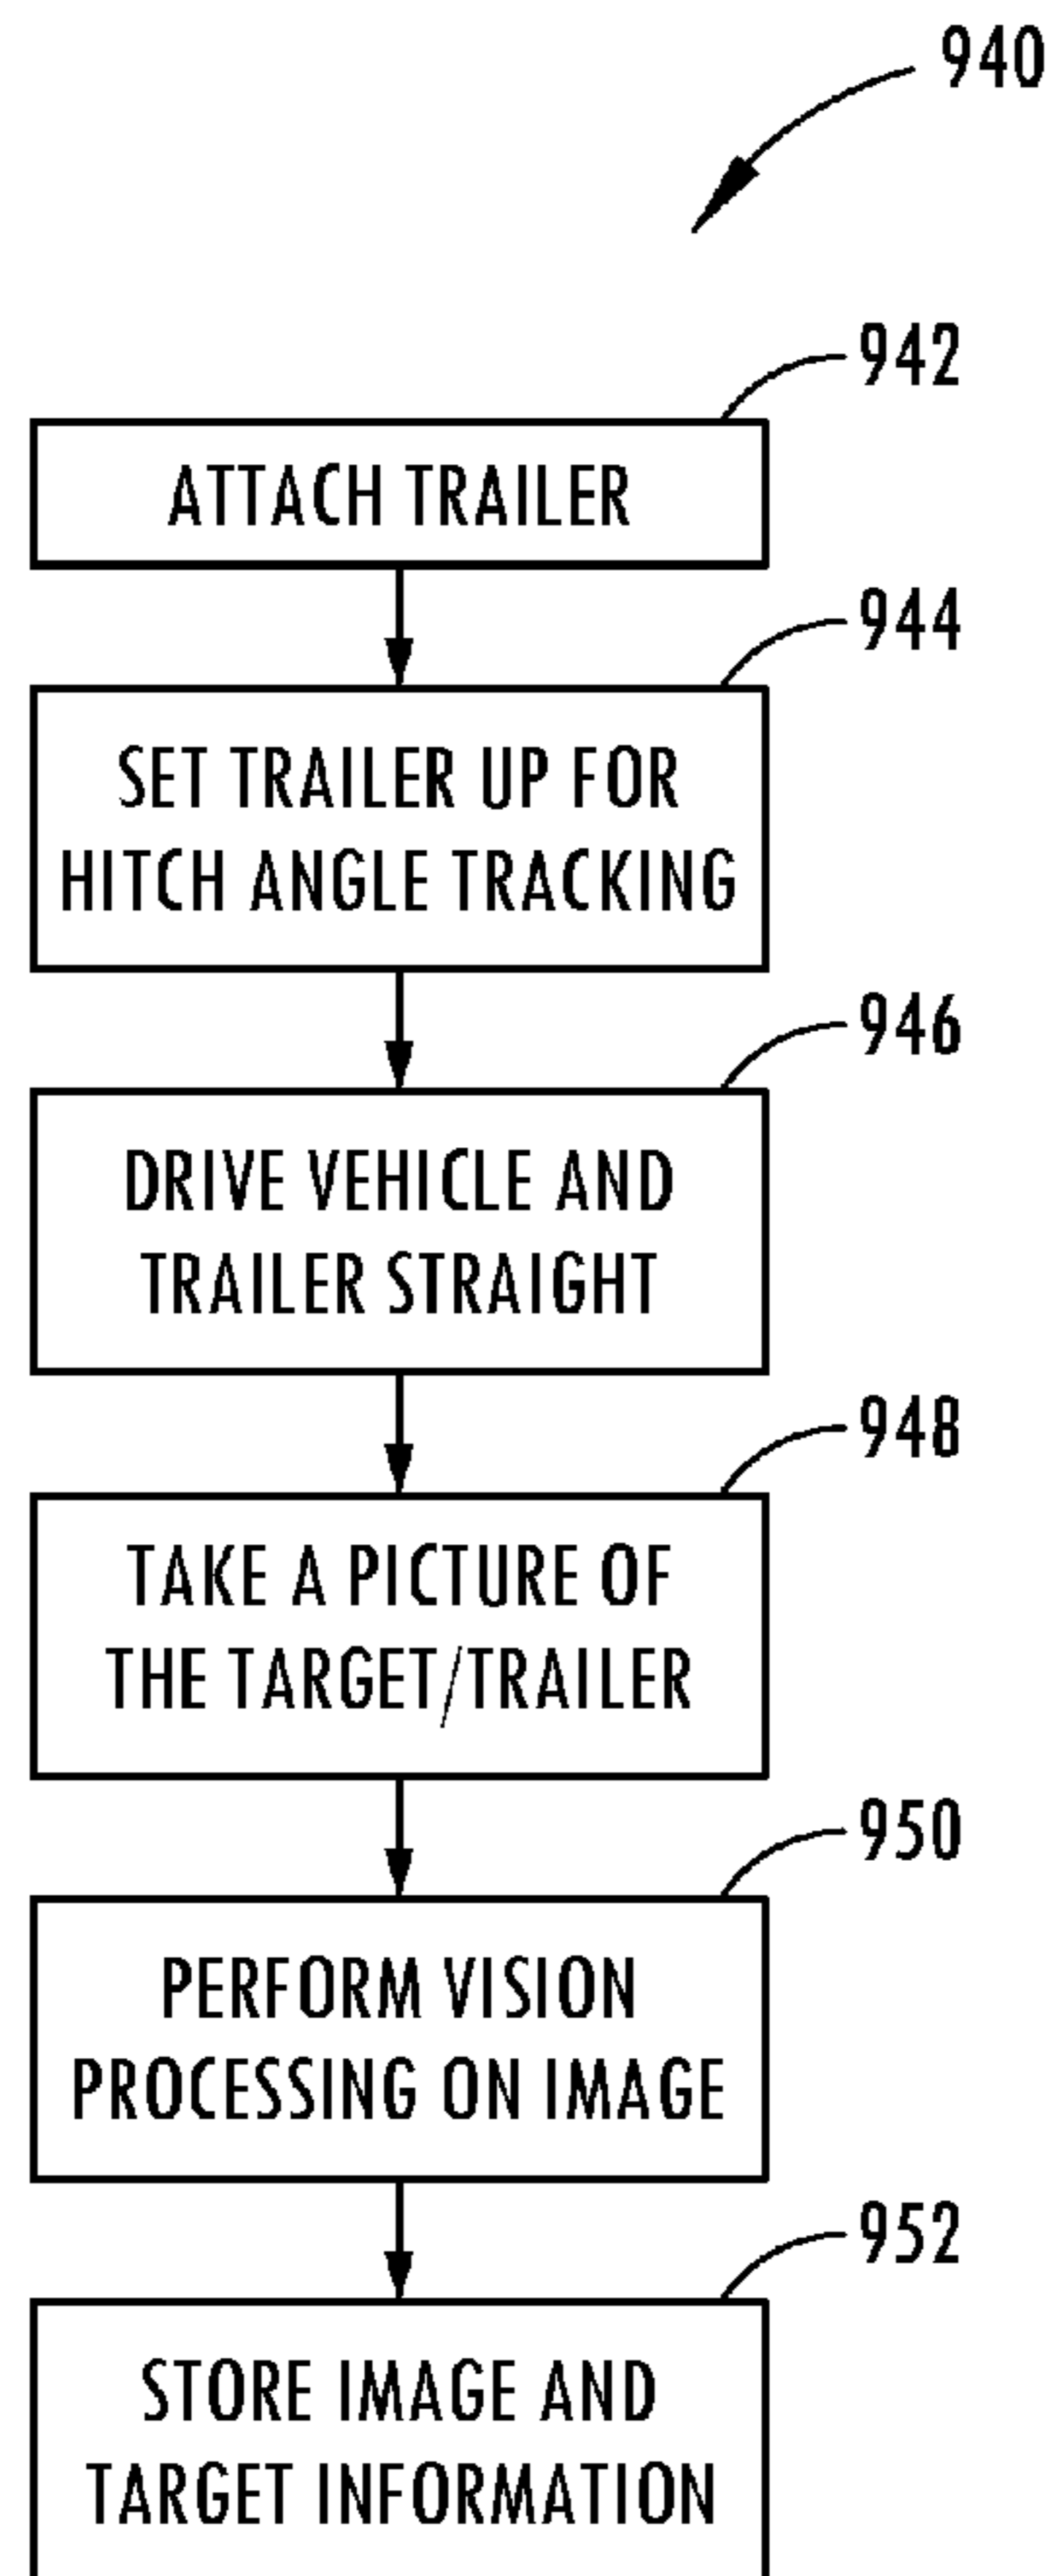 940
942
ATTACH TRAILER
944
SET TRAILER UP FOR
HITCH ANGLE TRACKING
946
DRIVE VEHICLE AND
TRAILER STRAIGHT
948
TAKE A PICTURE OF
THE TARGET/TRAILER
950
PERFORM VISION
PROCESSING ON IMAGE
952
STORE IMAGE AND
TARGET INFORMATION